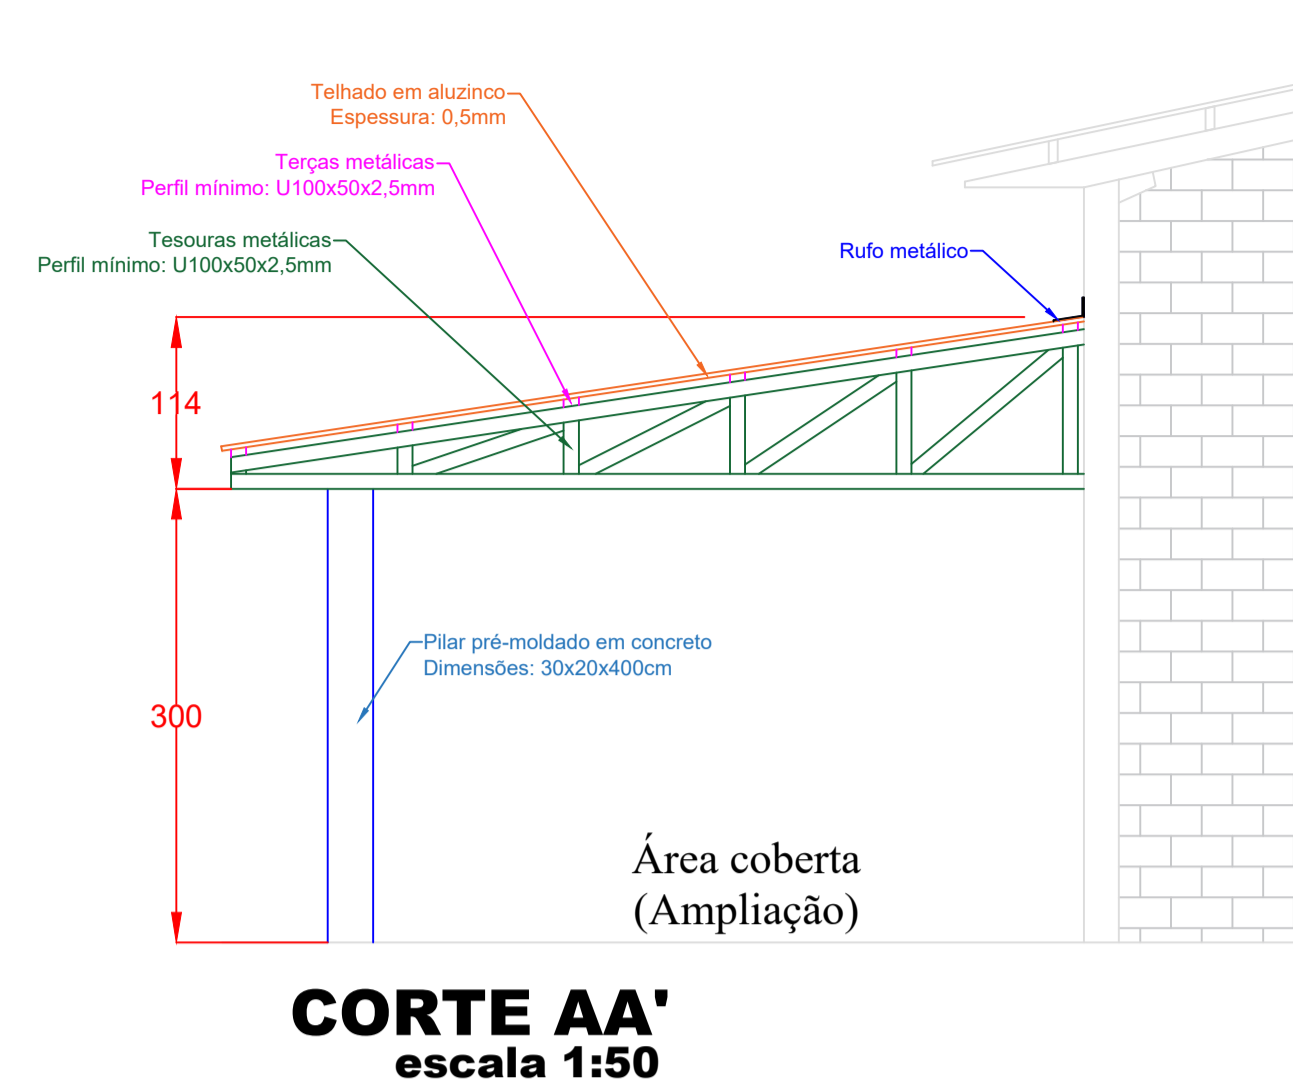 Telhado em aluzinco
Espessura: 0,5mm
Terças metálicas
Perfil mínimo: U100x50x2,5mm
Tesouras metálicas
Perfil mínimo: U100x50x2,5mm
Rufo metálico
114
Pilar pré-moldado em concreto
Dimensões: 30x20x400cm
300
Área coberta
(Ampliação)
CORTE AA'
escala 1:50